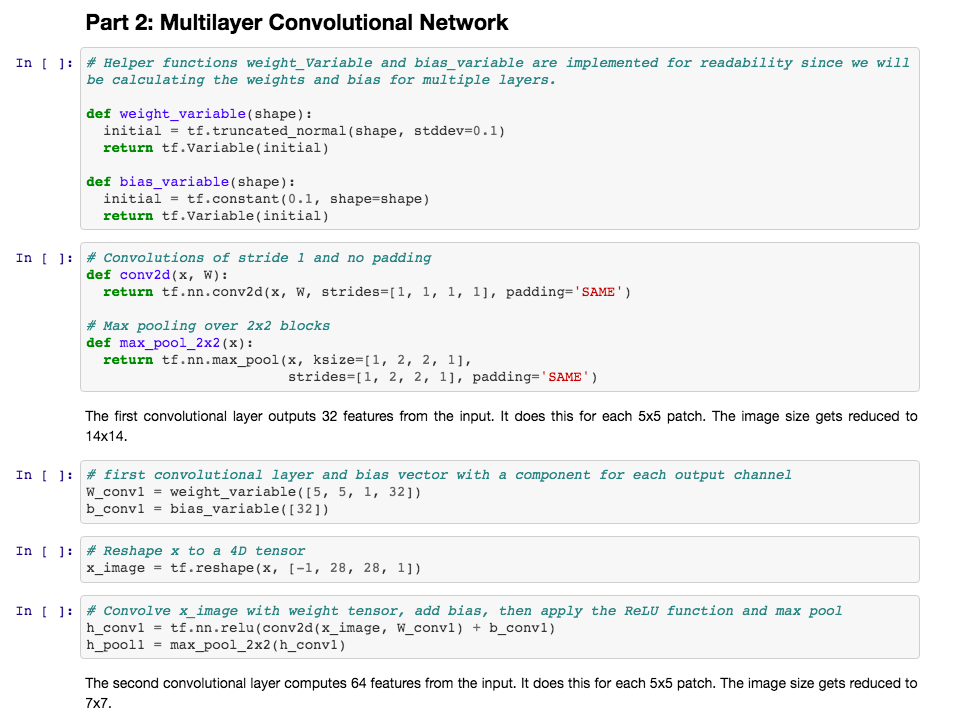 Part 2: Multilayer Convolutional Network
In [ ]: # Helper functions weight_Variable and bias_variable are implemented for readability since we will
be calculating the weights and bias for multiple layers.
def weight_variable(shape):
initial = tf.truncated_normal(shape, stddev=0.1)
return tf.Variable(initial)
def bias_variable(shape):
initial = tf.constant(0.1, shape=shape)
return tf.Variable(initial)
In [ ]: # Convolutions of stride 1 and no padding
def conv2d(x, W):
return tf.nn.conv2d(x, W, strides=[1, 1, 1, 1], padding='SAME')
# Max pooling over 2x2 blocks
def max_pool_2x2(x):
return tf.nn.max_pool(x, ksize=[1, 2, 2, 1],
strides=[1, 2, 2, 1], padding='SAME')
The first convolutional layer outputs 32 features from the input. It does this for each 5x5 patch. The image size gets reduced to
14x14.
In [ ]: # first convolutional layer and bias vector with a component for each output channel
W_conv1 = weight_variable([5, 5, 1, 32])
b_conv1 = bias_variable([32])
In [ ]: # Reshape x to a 4D tensor
x_image = tf.reshape(x, [-1, 28, 28, 1])
In [ ]: # Convolve x_image with weight tensor, add bias, then apply the ReLU function and max pool
h_conv1 = tf.nn.relu(conv2d(x_image, W_conv1) + b_conv1)
h_pool1 = max_pool_2x2(h_conv1)
The second convolutional layer computes 64 features from the input. It does this for each 5x5 patch. The image size gets reduced to
7x7.